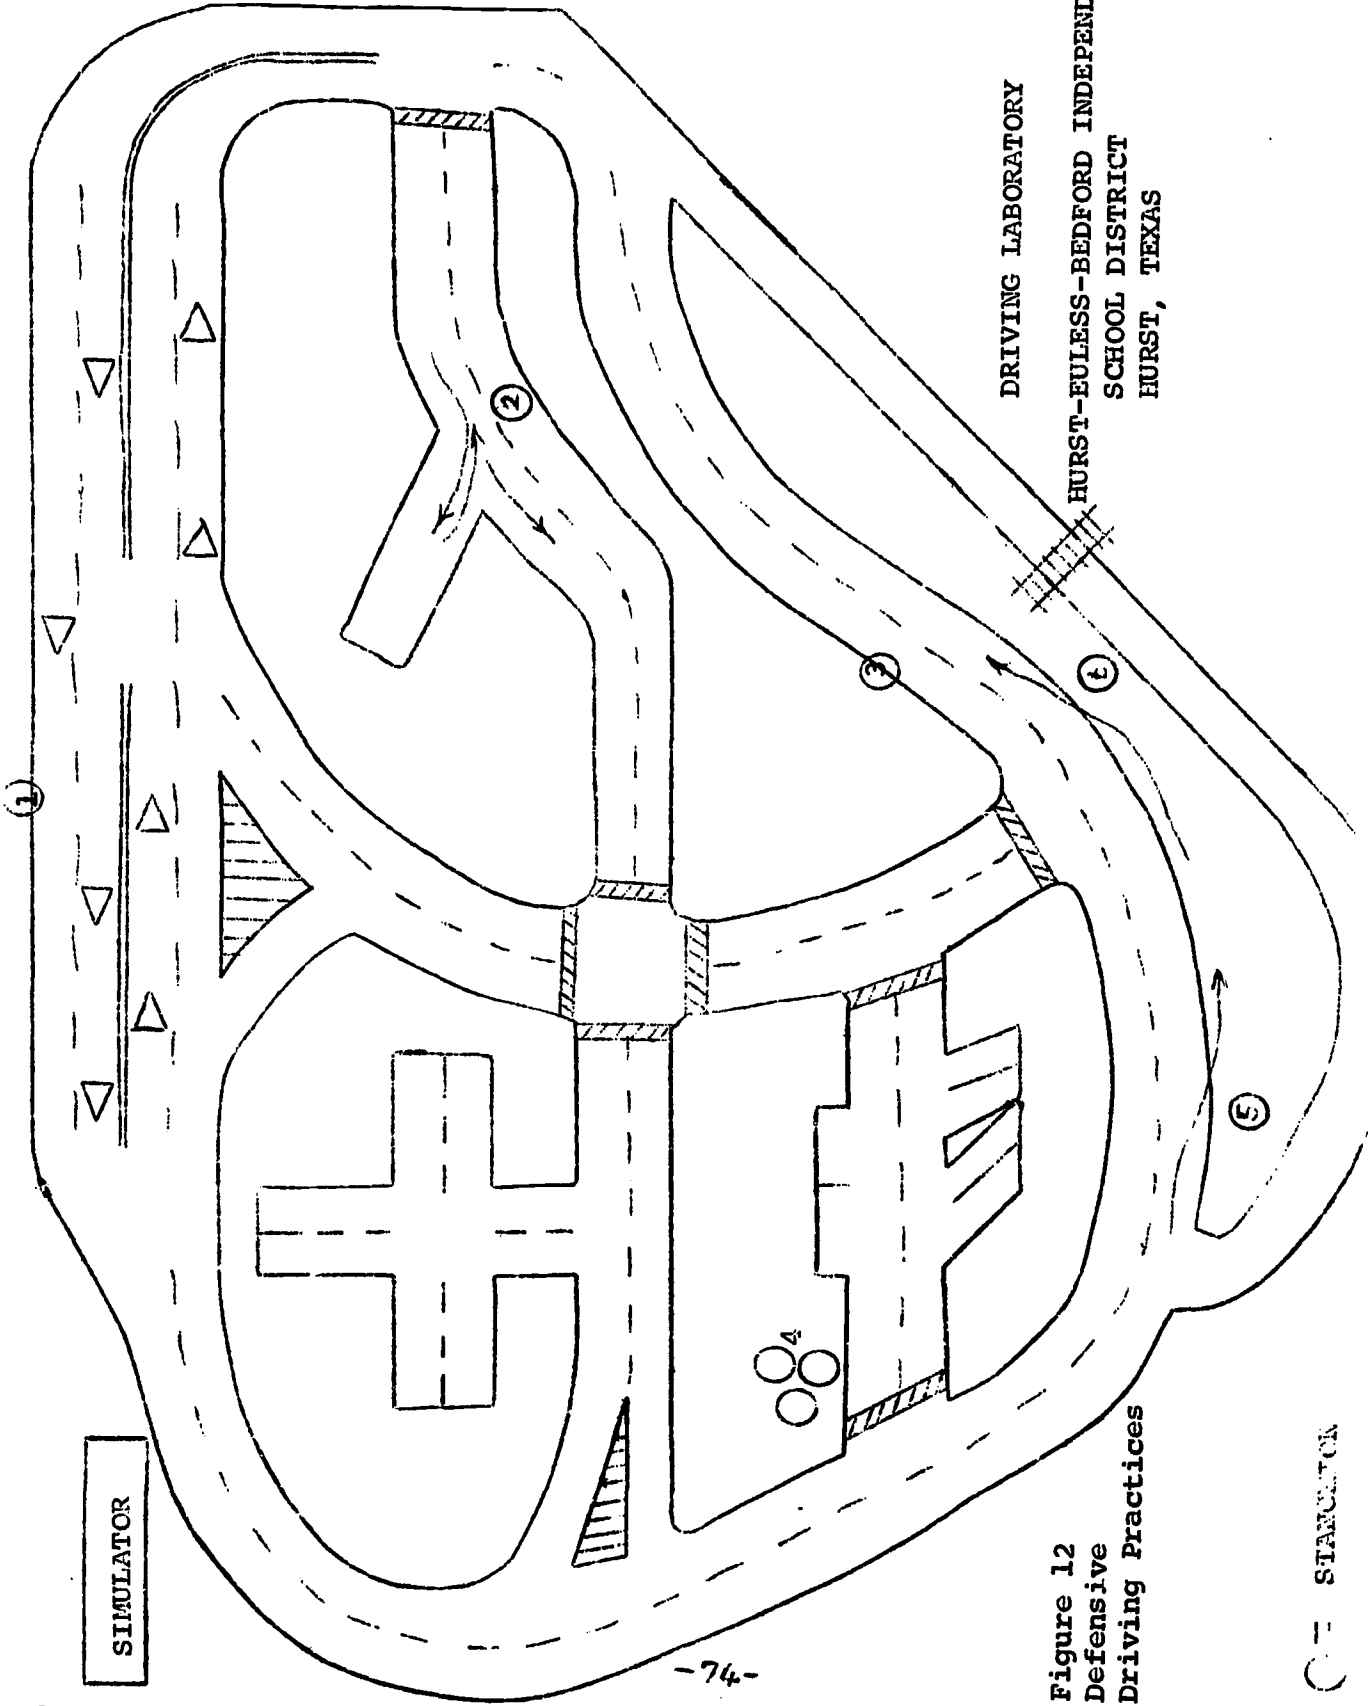 SIMULATOR
1
2
3
t
5
4
DRIVING LABORATORY
HURST-EULESS-BEDFORD INDEPEND
SCHOOL DISTRICT
HURST, TEXAS
Figure 12
Defensive
Driving Practices
-74-